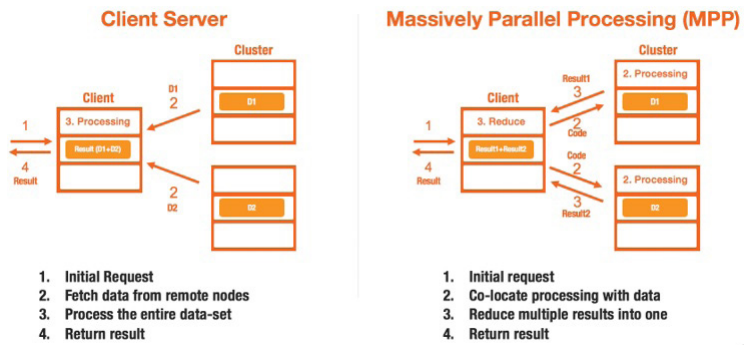 Client Server
Cluster
D1
2
D1
Client
1
3. Processing
Result (D1+D2)
4
Result
2
D2
D2
1. Initial Request
2. Fetch data from remote nodes
3. Process the entire data-set
4. Return result
Massively Parallel Processing (MPP)
Cluster
2. Processing
Result1
3
D1
Client
2
Code
1
3. Reduce
Result1+Result2
4
Result
Code
2
2. Processing
3
Result2
D2
1. Initial request
2. Co-locate processing with data
3. Reduce multiple results into one
4. Return result